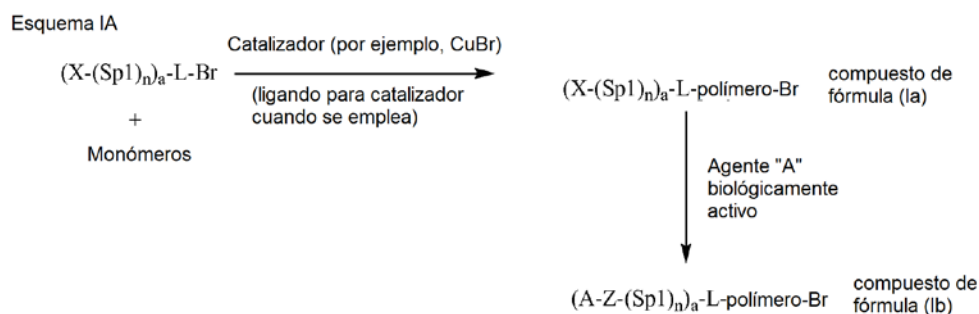 Esquema IA
Catalizador (por ejemplo, CuBr)
(X-(Sp1)n)a-L-Br
(ligando para catalizador
cuando se emplea)
+
Monómeros
(X-(Sp1)n)a-L-polímero-Br
compuesto de
fórmula (Ia)
Agente "A"
biológicamente
activo
(A-Z-(Sp1)n)a-L-polímero-Br
compuesto de
fórmula (Ib)